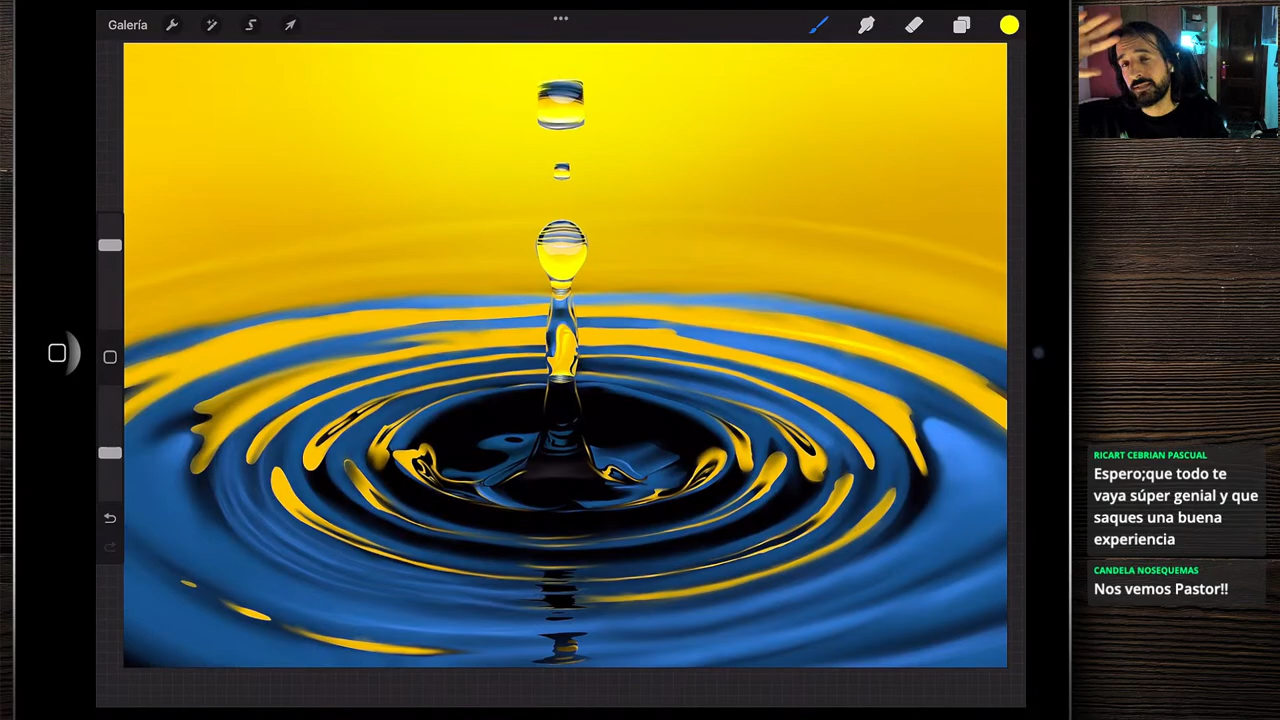 Galería
RICART CEBRIAN PASCUAL
Espero;que todo te
vaya súper genial y que
saques una buena
experiencia
CANDELA NOSEQUEMAS
Nos vemos Pastor!!